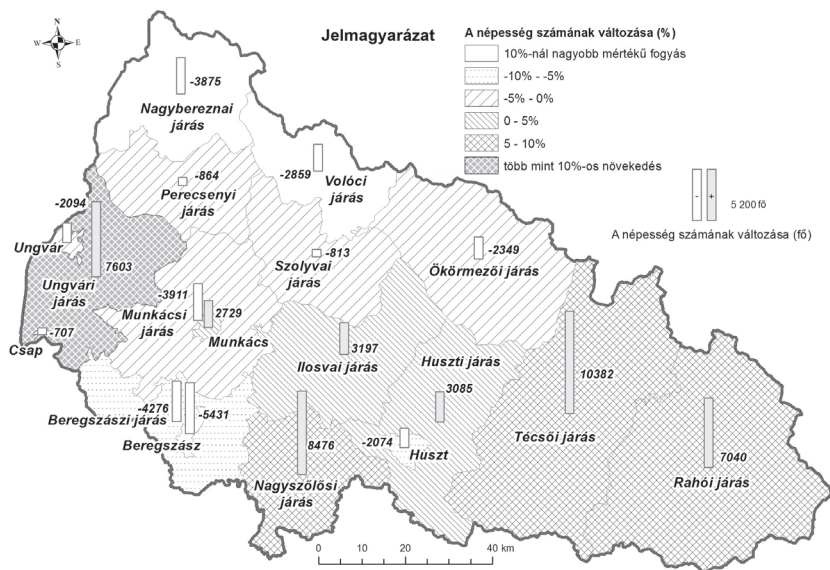 N
W E
S
Jelmagyarázat
A népesség számának változása (%)
10%-nál nagyobb mértékű fogyás
-10% - -5%
-5% - 0%
0 - 5%
5 - 10%
több mint 10%-os növekedés
- +
5 200 fő
A népesség számának változása (fő)
-3875
Nagybereznai
járás
-2859
Volóci
járás
-864
Perecsenyi
járás
-2094
Ungvár
7603
Ungvári
járás
-813
Szolyvai
járás
-2349
Ökörmezői járás
-3911
Munkácsi
járás
2729
Munkács
-707
Csap
3197
Ilosvai járás
Huszti járás
3085
10382
Técsői járás
-4276
Beregszászi járás
-5431
Beregszász
8476
Nagyszőlősi
járás
-2074
Huszt
7040
Rahói járás
0 10 20 40 km